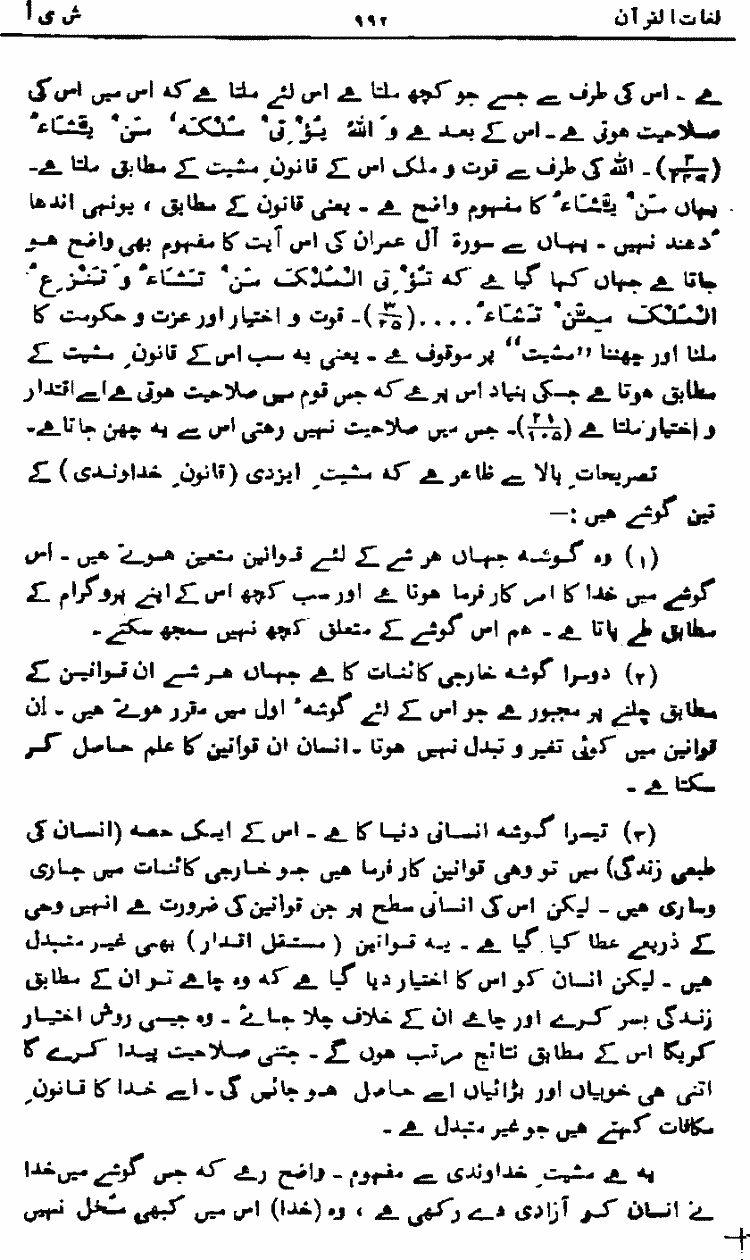 لغات القرآن ۹۹۲ ش ی أ
ہے ۔ اس کی طرف سے جسے جو کچھ ملتا ہے اس لئے ملتا ہے کہ اس میں اس کی
صلاحیت ہوتی ہے ۔ اس کے بعد ہے وَ اللہُ یُؤْتِیْ مُلْکَہٗ مَنْ یَّشَاءُ
(۲/۲۴۷) ۔ اللہ کی طرف سے قوت و ملک اس کے قانونِ مشیت کے مطابق ملتا ہے ۔
یہاں مَنْ یَّشَاءُ کا مفہوم واضح ہے ۔ یعنی قانون کے مطابق ، یونہی اندھا
دھند نہیں ۔ یہاں سے سورۃ آل عمران کی اس آیت کا مفہوم بھی واضح ہو
جاتا ہے جہاں کہا گیا ہے کہ تُؤْتِی الْمُلْکَ مَنْ تَشَاءُ وَ تَنْزِعُ
الْمُلْکَ مِمَّنْ تَشَاءُ....(۳/۲۵) ۔ قوت و اختیار اور عزت و حکومت کا
ملنا اور چھننا ”مشیت“ پر موقوف ہے ۔ یعنی یہ سب اس کے قانونِ مشیت کے
مطابق ہوتا ہے جسکی بنیاد اس پر ہے کہ جس قوم میں صلاحیت ہوتی ہے اسے اقتدار
و اختیار ملتا ہے (۲۱/۱۰۵) ۔ جس میں صلاحیت نہیں رہتی اس سے یہ چھن جاتا ہے ۔
تصریحاتِ بالا سے ظاہر ہے کہ مشیتِ ایزدی (قانونِ خداوندی) کے
تین گوشے ہیں :—
(۱) وہ گوشہ جہاں ہر شے کے لئے قوانین متعین ہوتے ہیں ۔ اُس
گوشے میں خدا کا امر کار فرما ہوتا ہے اور سب کچھ اس کے اپنے پروگرام کے
مطابق طے پاتا ہے ۔ ہم اس گوشے کے متعلق کچھ نہیں سمجھ سکتے ۔
(۲) دوسرا گوشہ خارجی کائنات کا ہے جہاں ہر شے ان قوانین کے
مطابق چلنے پر مجبور ہے جو اس کے لئے گوشۂ اول میں مقرر ہوتے ہیں ۔ اُن
قوانین میں کوئی تغیر و تبدل نہیں ہوتا ۔ انسان ان قوانین کا علم حاصل کر
سکتا ہے ۔
(۳) تیسرا گوشہ انسانی دنیا کا ہے ۔ اس کے ایک حصہ (انسان کی
طبعی زندگی) میں تو وہی قوانین کار فرما ہیں جو خارجی کائنات میں جاری
وساری ہیں ۔ لیکن اس کی انسانی سطح پر جن قوانین کی ضرورت ہے انہیں وحی
کے ذریعے عطا کیا گیا ہے ۔ یہ قوانین (مستقل اقدار) بھی غیر متبدل
ہیں ۔ لیکن انسان کو اس کا اختیار دیا گیا ہے کہ وہ چاہے تو ان کے مطابق
زندگی بسر کرے اور چاہے ان کے خلاف چلا جائے ۔ وہ جیسی روش اختیار
کریگا اس کے مطابق نتائج مرتب ہوں گے ۔ جتنی صلاحیت پیدا کرے گا
اتنی ہی خوبیاں اور بڑائیاں اسے حاصل ہو جائیں گی ۔ اسے خدا کا قانونِ
مکافات کہتے ہیں جو غیر متبدل ہے ۔
یہ ہے مشیتِ خداوندی سے مفہوم ۔ واضح رہے کہ جس گوشے میں خدا
نے انسان کو آزادی دے رکھی ہے ، وہ (خدا) اس میں کبھی مُخل نہیں